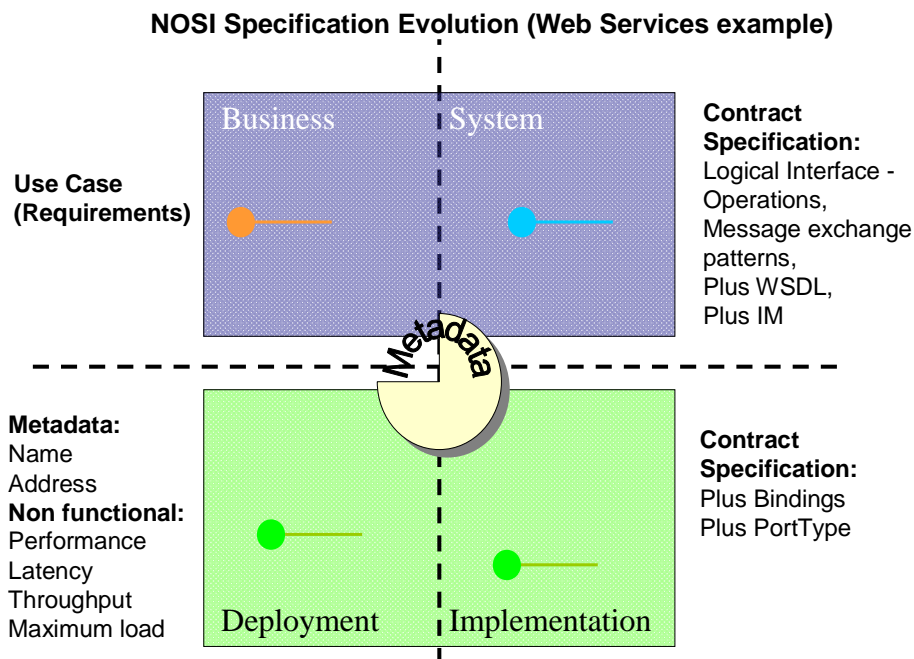 NOSI Specification Evolution (Web Services example)
Business
System
Use Case
(Requirements)
Contract
Specification:
Logical Interface -
Operations,
Message exchange
patterns,
Plus WSDL,
Plus IM
Metadata
Metadata:
Name
Address
Non functional:
Performance
Latency
Throughput
Maximum load
Contract
Specification:
Plus Bindings
Plus PortType
Deployment
Implementation